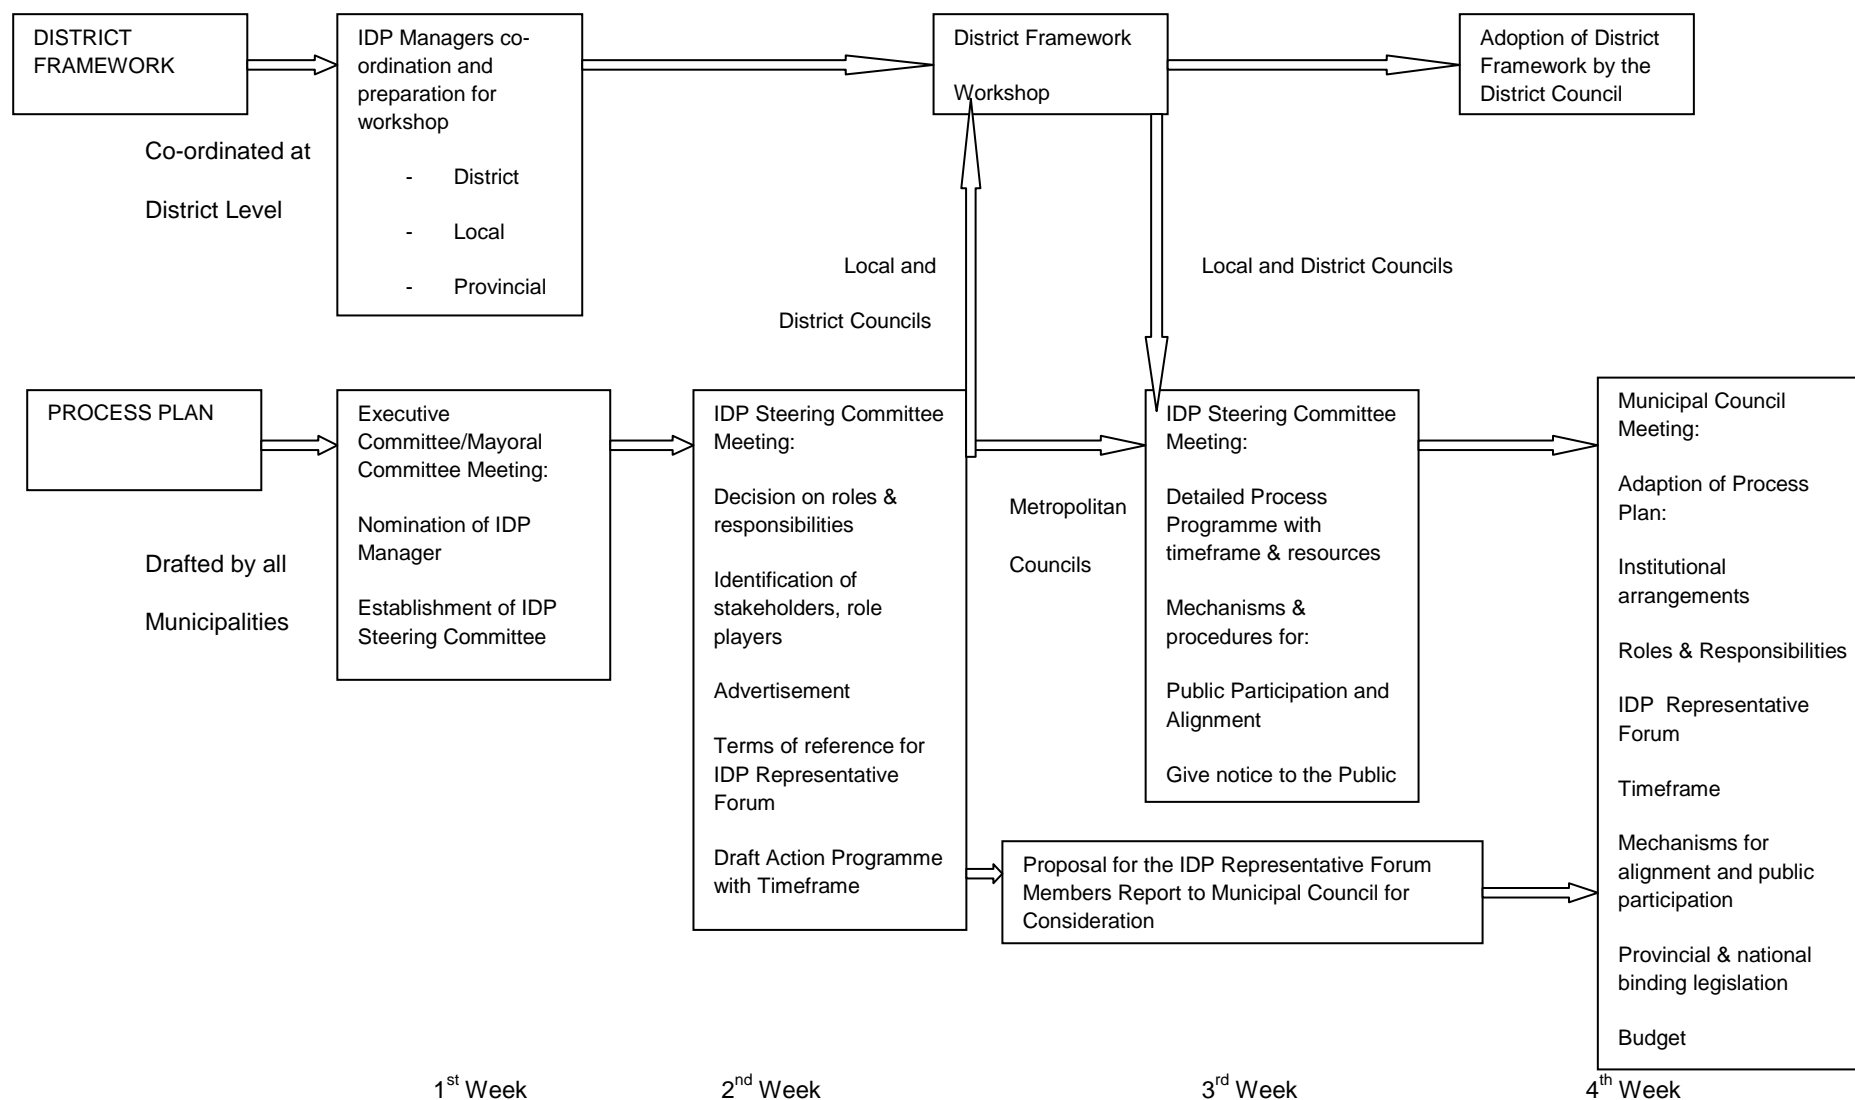 DISTRICT
FRAMEWORK
IDP Managers co-
ordination and
preparation for
workshop
- District
- Local
- Provincial
District Framework
Workshop
Adoption of District
Framework by the
District Council
Co-ordinated at
District Level
Local and
District Councils
Local and District Councils
PROCESS PLAN
Executive
Committee/Mayoral
Committee Meeting:
Nomination of IDP
Manager
Establishment of IDP
Steering Committee
IDP Steering Committee
Meeting:
Decision on roles &
responsibilities
Identification of
stakeholders, role
players
Advertisement
Terms of reference for
IDP Representative
Forum
Draft Action Programme
with Timeframe
Metropolitan
Councils
IDP Steering Committee
Meeting:
Detailed Process
Programme with
timeframe & resources
Mechanisms &
procedures for:
Public Participation and
Alignment
Give notice to the Public
Municipal Council
Meeting:
Adaption of Process
Plan:
Institutional
arrangements
Roles & Responsibilities
IDP Representative
Forum
Timeframe
Mechanisms for
alignment and public
participation
Provincial & national
binding legislation
Budget
Drafted by all
Municipalities
Proposal for the IDP Representative Forum
Members Report to Municipal Council for
Consideration
1st Week
2nd Week
3rd Week
4th Week